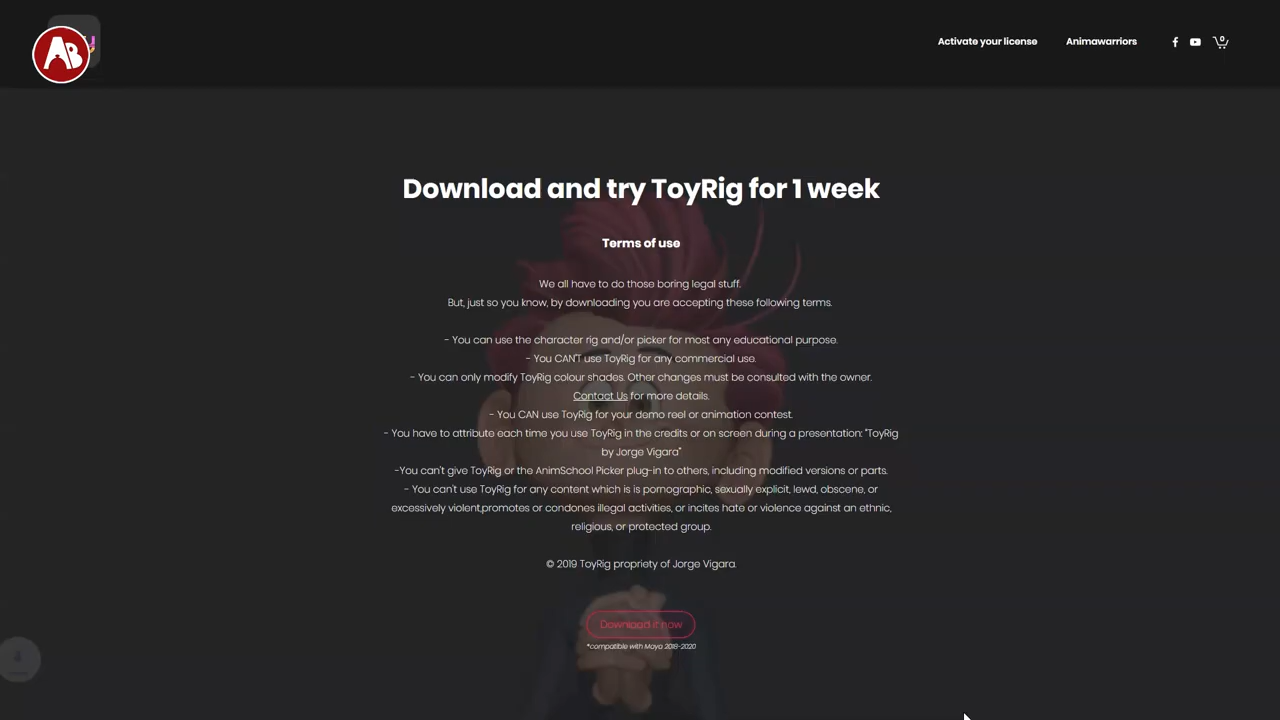 AB
Activate your license
Animawarriors
0
Download and try ToyRig for 1 week
Terms of use
We all have to do those boring legal stuff.
But, just so you know, by downloading you are accepting these following terms.
- You can use the character rig and/or picker for most any educational purpose.
- You CAN'T use ToyRig for any commercial use.
- You can only modify ToyRig colour shades. Other changes must be consulted with the owner.
Contact Us for more details.
- You CAN use ToyRig for your demo reel or animation contest.
- You have to attribute each time you use ToyRig in the credits or on screen during a presentation: "ToyRig
by Jorge Vigara"
-You can't give ToyRig or the AnimSchool Picker plug-in to others, including modified versions or parts.
- You can't use ToyRig for any content which is is pornographic, sexually explicit, lewd, obscene, or
excessively violent,promotes or condones illegal activities, or incites hate or violence against an ethnic,
religious, or protected group.
© 2019 ToyRig propriety of Jorge Vigara.
Download it now
*compatible with Maya 2018-2020